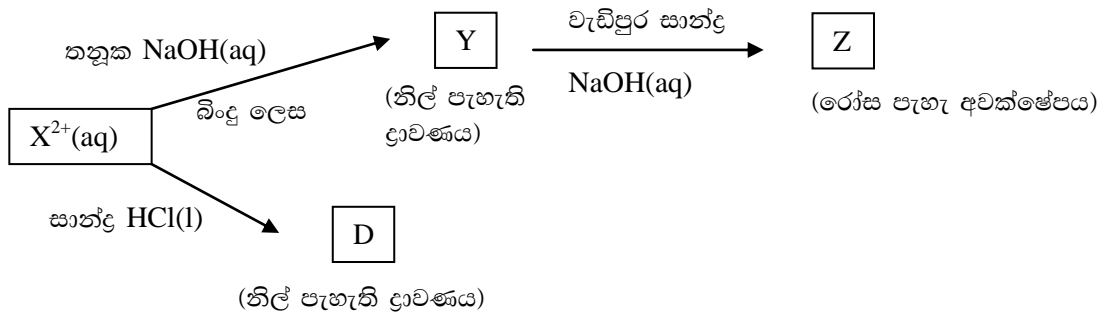 තනූක NaOH(aq)
බිංදු ලෙස
Y
(නිල් පැහැති
ද්‍රාවණය)
වැඩිපුර සාන්ද්‍ර
NaOH(aq)
Z
(රෝස පැහැ අවක්ෂේපය)
X²⁺(aq)
සාන්ද්‍ර HCl(l)
D
(නිල් පැහැති ද්‍රාවණය)